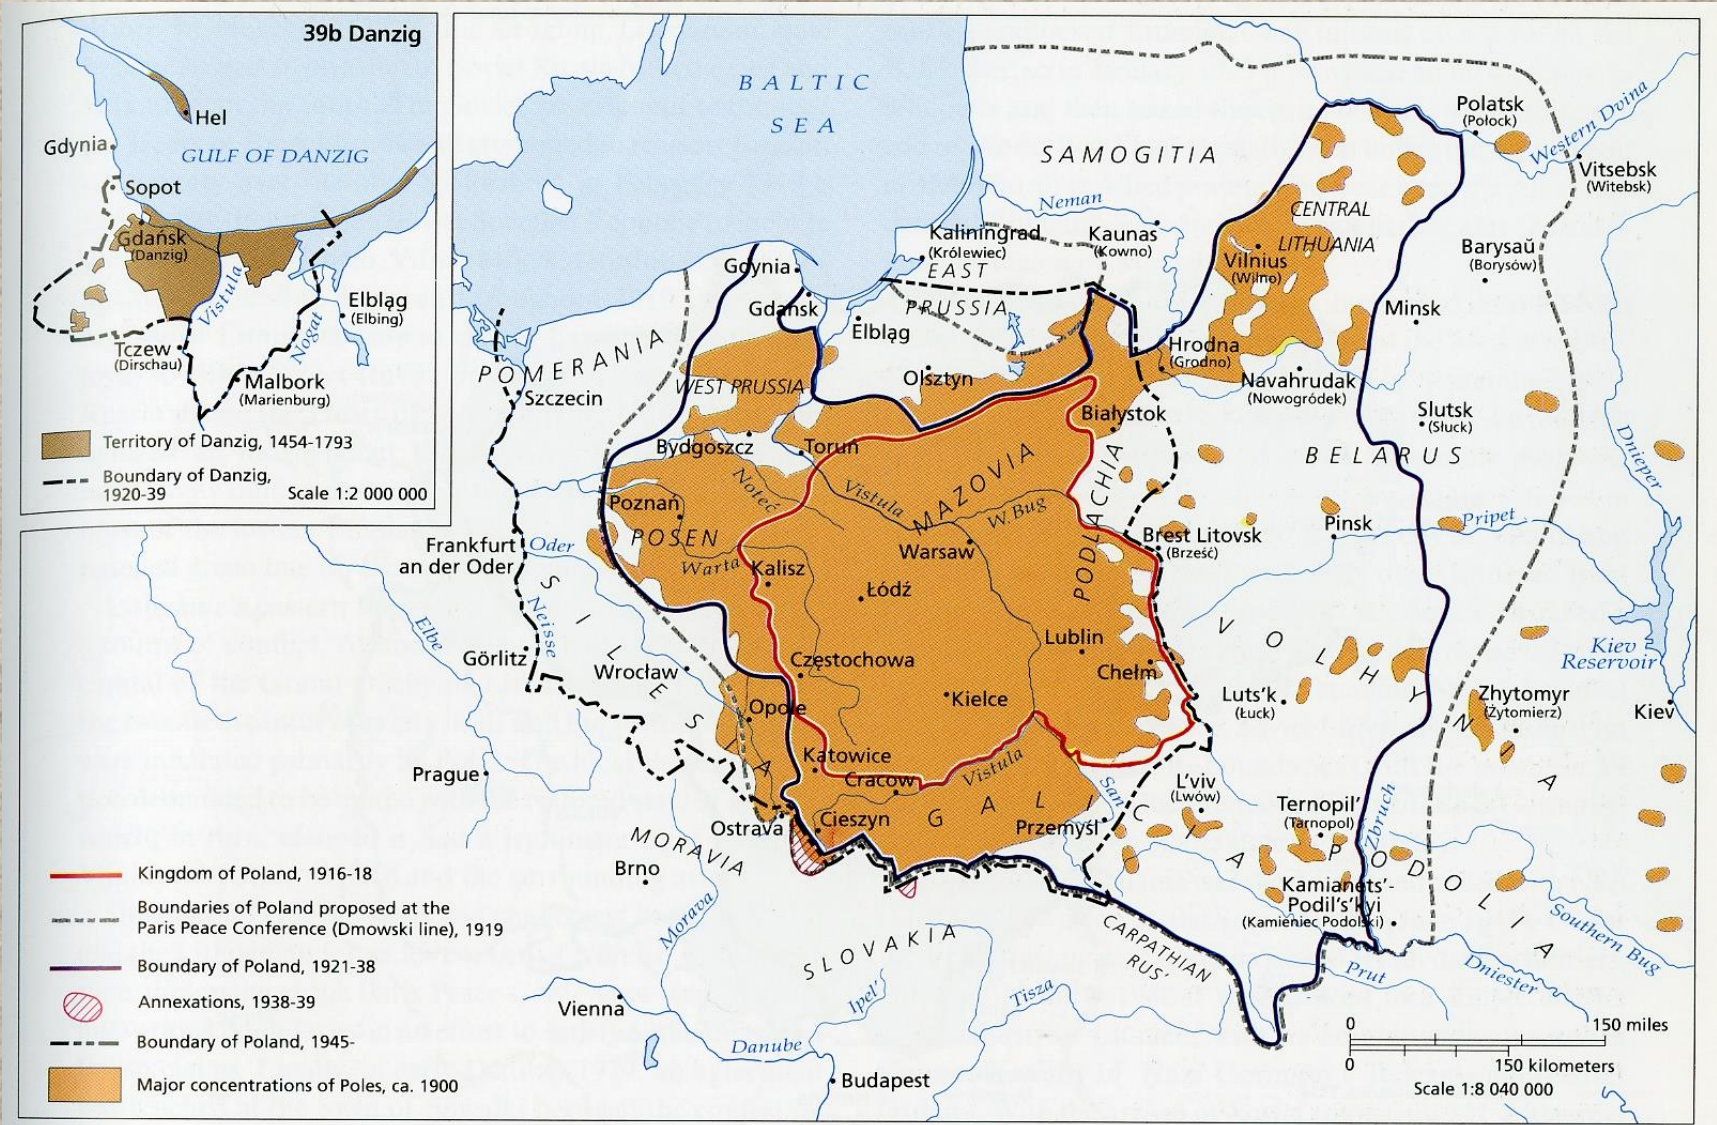 39b Danzig
Hel
Gdynia
GULF OF DANZIG
Sopot
Gdańsk
(Danzig)
Vistula
Elbląg
(Elbing)
Nogat
Tczew
(Dirschau)
Malbork
(Marienburg)
Territory of Danzig, 1454-1793
Boundary of Danzig,
1920-39
Scale 1:2 000 000
BALTIC
SEA
SAMOGITIA
Polatsk
(Połock)
Western Dvina
Vitsebsk
(Witebsk)
Neman
CENTRAL
LITHUANIA
Kaliningrad
(Królewiec)
Kaunas
(Kowno)
Vilnius
(Wilno)
Barysaŭ
(Borysów)
Gdynia
EAST
PRUSSIA
Gdańsk
Elbląg
Minsk
POMERANIA
Hrodna
(Grodno)
Szczecin
WEST PRUSSIA
Olsztyn
Navahrudak
(Nowogródek)
Białystok
Slutsk
(Słuck)
Dnieper
Bydgoszcz
Toruń
BELARUS
MAZOVIA
PODLACHIA
Noteć
Vistula
W. Bug
Poznań
POSEN
Warsaw
Brest Litovsk
(Brześć)
Pinsk
Pripet
Frankfurt
an der Oder
Oder
Warta
Kalisz
Łódź
Neisse
Elbe
SILESIA
Lublin
VOLHYNIA
Kiev
Reservoir
Görlitz
Wrocław
Częstochowa
Chełm
Luts'k
(Łuck)
Zhytomyr
(Żytomierz)
Kiev
Opole
Kielce
Katowice
Prague
Cracow
Vistula
San
L'viv
(Lwów)
Ternopil'
(Tarnopol)
Zbruch
GALICIA
Ostrava
Cieszyn
Przemyśl
PODOLIA
MORAVIA
Brno
Kamianets'-
Podil's'kyi
(Kamieniec Podolski)
Morava
SLOVAKIA
CARPATHIAN
RUS'
Southern Bug
Dniester
Prut
Vienna
Ipel'
Tisza
Danube
Budapest
Kingdom of Poland, 1916-18
Boundaries of Poland proposed at the
Paris Peace Conference (Dmowski line), 1919
Boundary of Poland, 1921-38
Annexations, 1938-39
Boundary of Poland, 1945-
Major concentrations of Poles, ca. 1900
0 150 miles
0 150 kilometers
Scale 1:8 040 000